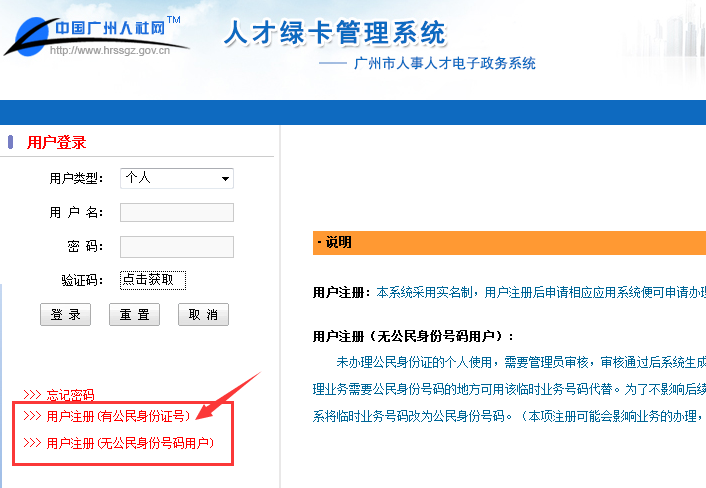 中国广州人社网™
http://www.hrssgz.gov.cn
人才绿卡管理系统
—— 广州市人事人才电子政务系统
用户登录
用户类型： 个人
用 户 名：
密 码：
验证码： 点击获取
登 录 重 置 取 消
>>> 忘记密码
>>> 用户注册(有公民身份证号)
>>> 用户注册(无公民身份号码用户)
· 说明
用户注册：本系统采用实名制，用户注册后申请相应应用系统便可申请办理
用户注册（无公民身份号码用户）：
未办理公民身份证的个人使用，需要管理员审核，审核通过后系统生成
理业务需要公民身份号码的地方可用该临时业务号码代替。为了不影响后续
系将临时业务号码改为公民身份号码。（本项注册可能会影响业务的办理，